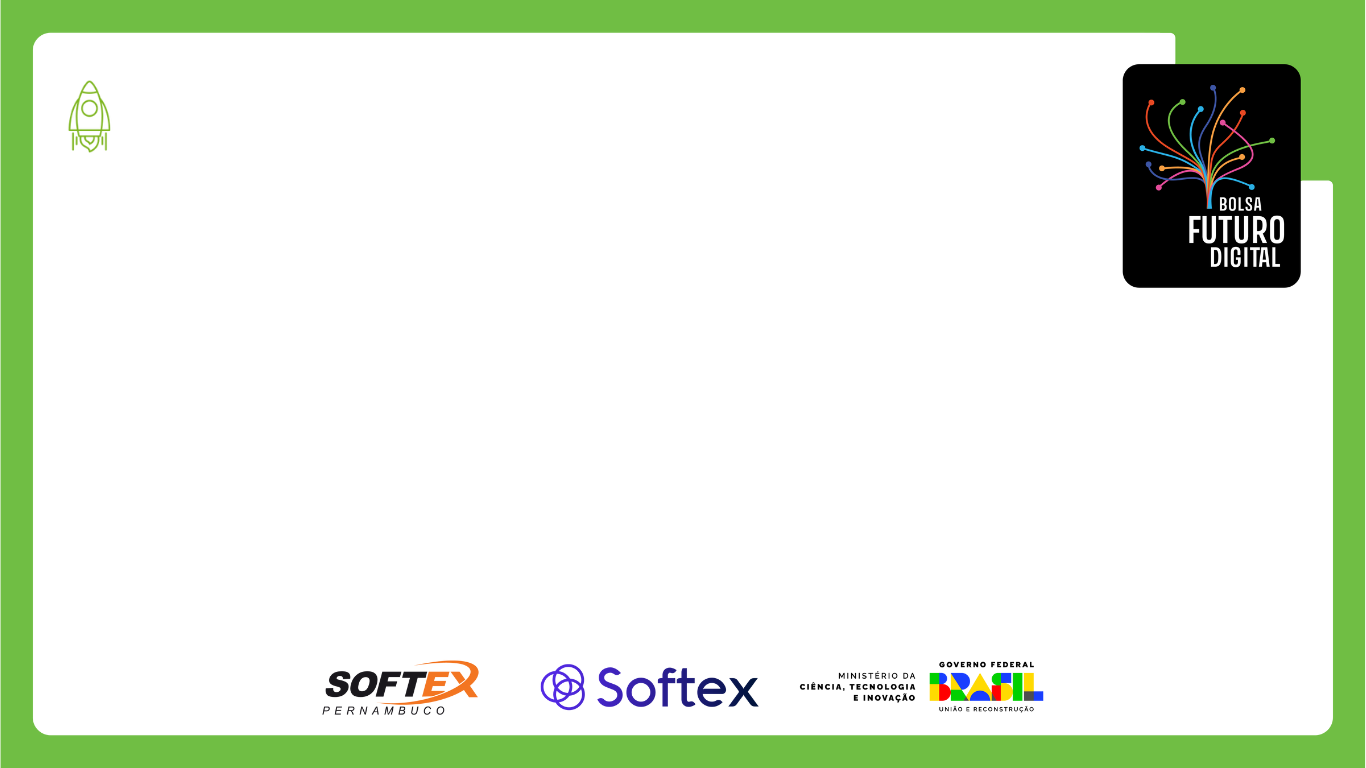 BOLSA
FUTURO
DIGITAL
SOFTEX
PERNAMBUCO
Softex
MINISTÉRIO DA
CIÊNCIA, TECNOLOGIA
E INOVAÇÃO
GOVERNO FEDERAL
BRASIL
UNIÃO E RECONSTRUÇÃO